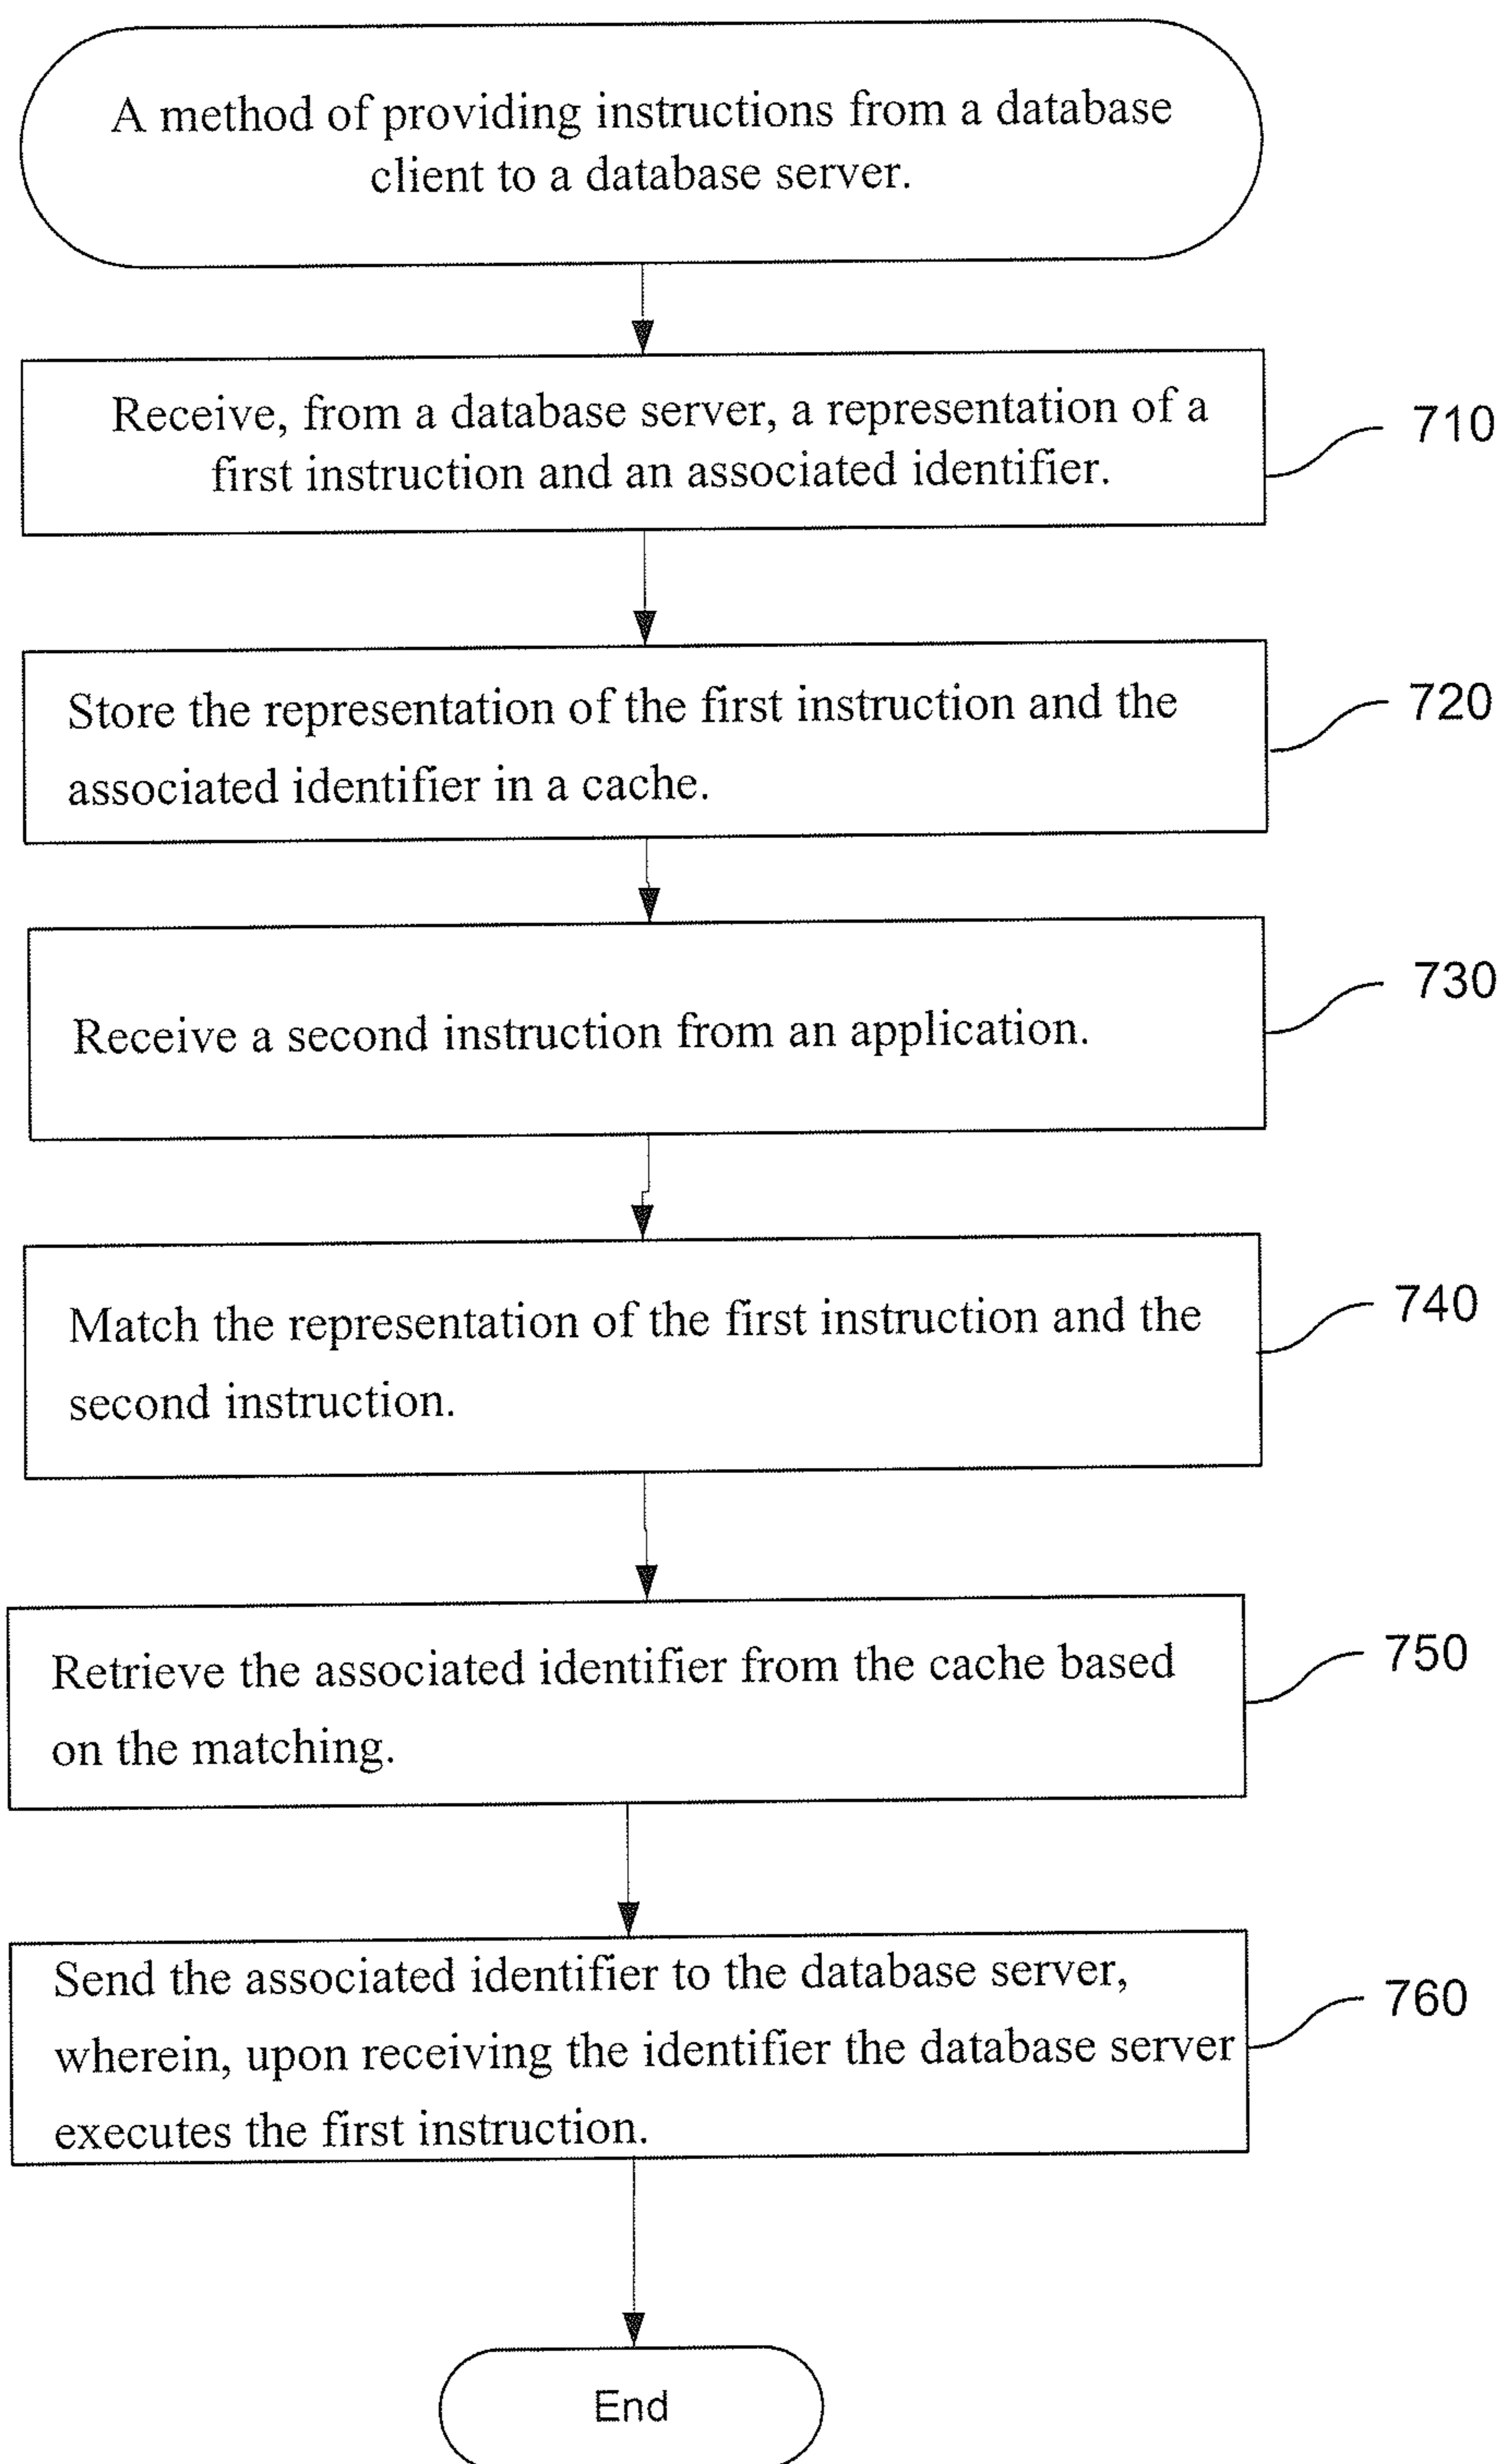 A method of providing instructions from a database
client to a database server.
Receive, from a database server, a representation of a
first instruction and an associated identifier.
710
Store the representation of the first instruction and the
associated identifier in a cache.
720
Receive a second instruction from an application.
730
Match the representation of the first instruction and the
second instruction.
740
Retrieve the associated identifier from the cache based
on the matching.
750
Send the associated identifier to the database server,
wherein, upon receiving the identifier the database server
executes the first instruction.
760
End